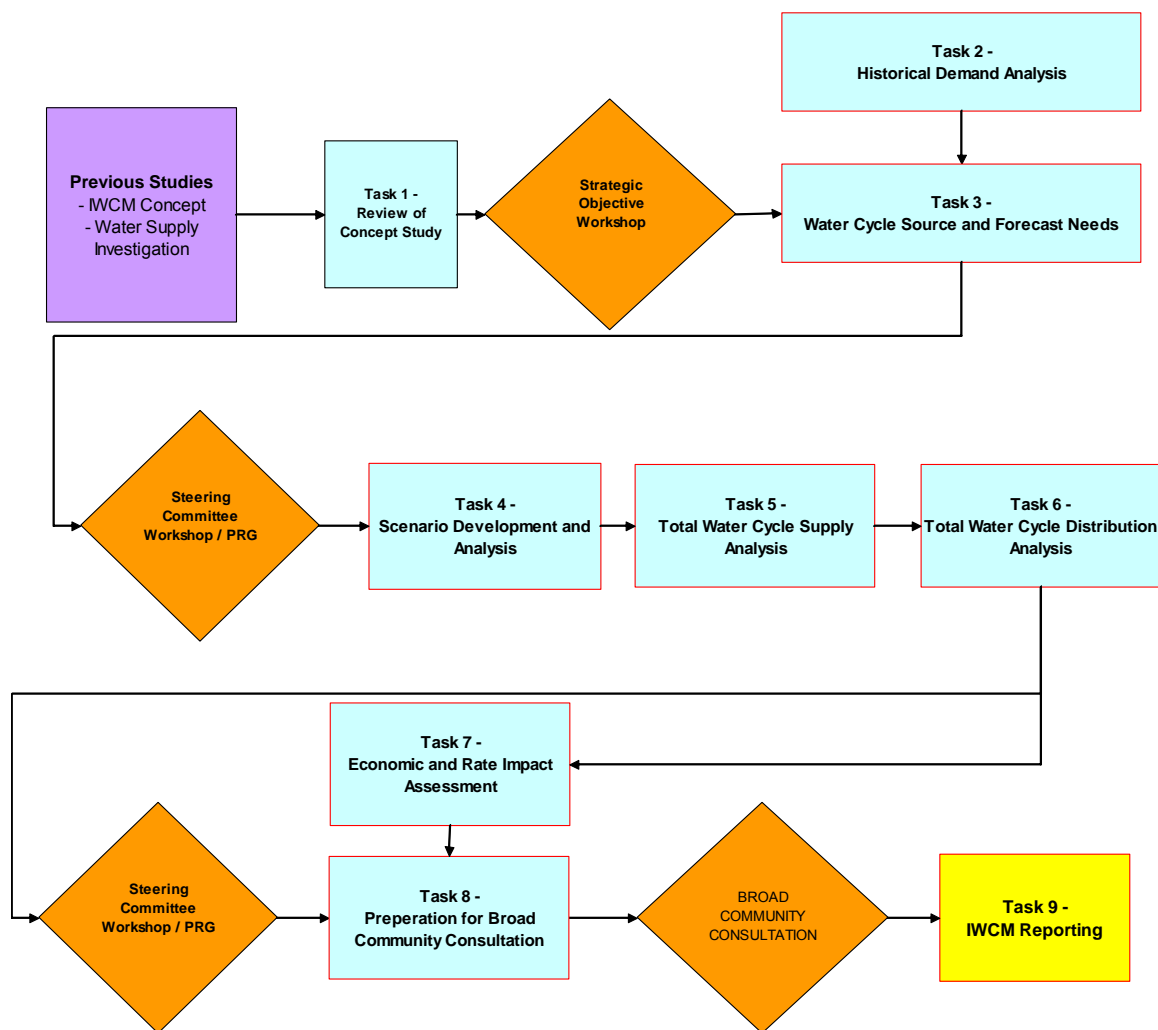 Task 2 -
Historical Demand Analysis
Previous Studies
- IWCM Concept
- Water Supply
Investigation
Task 1 -
Review of
Concept Study
Strategic
Objective
Workshop
Task 3 -
Water Cycle Source and Forecast Needs
Steering
Committee
Workshop / PRG
Task 4 -
Scenario Development and
Analysis
Task 5 -
Total Water Cycle Supply
Analysis
Task 6 -
Total Water Cycle Distribution
Analysis
Task 7 -
Economic and Rate Impact
Assessment
Steering
Committee
Workshop / PRG
Task 8 -
Preperation for Broad
Community Consultation
BROAD
COMMUNITY
CONSULTATION
Task 9 -
IWCM Reporting